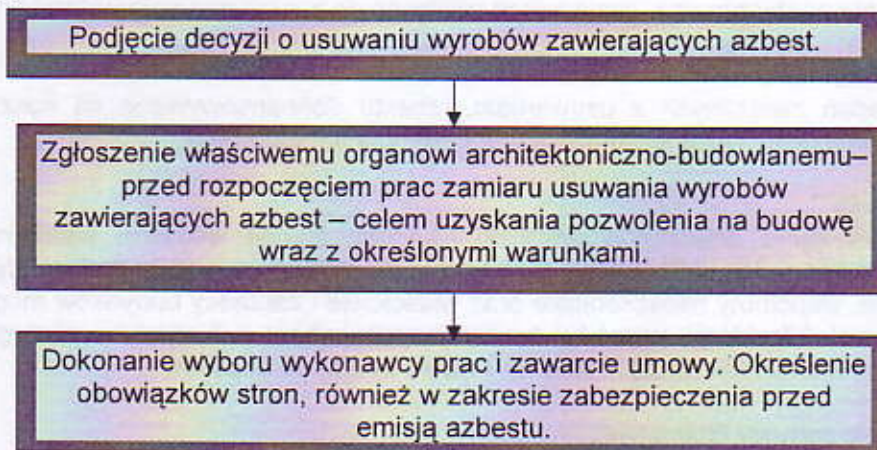 Podjęcie decyzji o usuwaniu wyrobów zawierających azbest.
Zgłoszenie właściwemu organowi architektoniczno-budowlanemu–
przed rozpoczęciem prac zamiaru usuwania wyrobów
zawierających azbest – celem uzyskania pozwolenia na budowę
wraz z określonymi warunkami.
Dokonanie wyboru wykonawcy prac i zawarcie umowy. Określenie
obowiązków stron, również w zakresie zabezpieczenia przed
emisją azbestu.